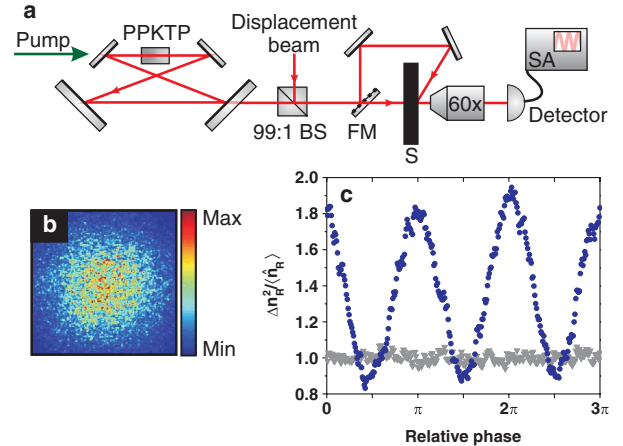 a
Pump
PPKTP
Displacement
beam
99:1 BS
FM
S
60x
SA
Detector
b
Max
Min
c
2.0
1.8
1.6
1.4
1.2
1.0
0.8
Δn²R/⟨n̂R⟩
0
π
2π
3π
Relative phase